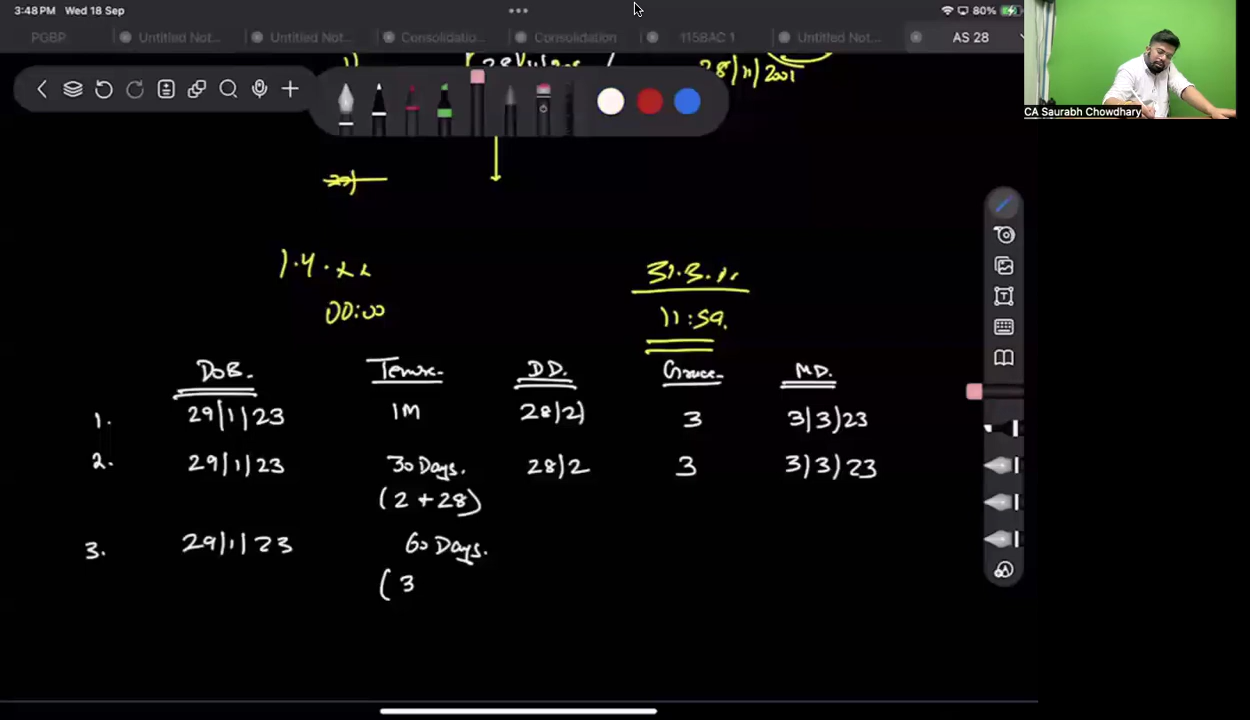 3:48 PM Wed 18 Sep
80%
PGBP
Untitled Not...
Untitled Not...
Consolidatio...
Consolidation
115BAC 1
Untitled Not...
AS 28
CA Saurabh Chowdhary
28/11/2001
1.4.xx
00:00
31.3.xx
11:59.
DOB. Tenure. DD. Grace. MD.
1. 29/1/23 1M 28/2) 3 3/3/23
2. 29/1/23 30 Days. 28/2 3 3/3/23
(2 + 28)
3. 29/1/23 60 Days.
(3